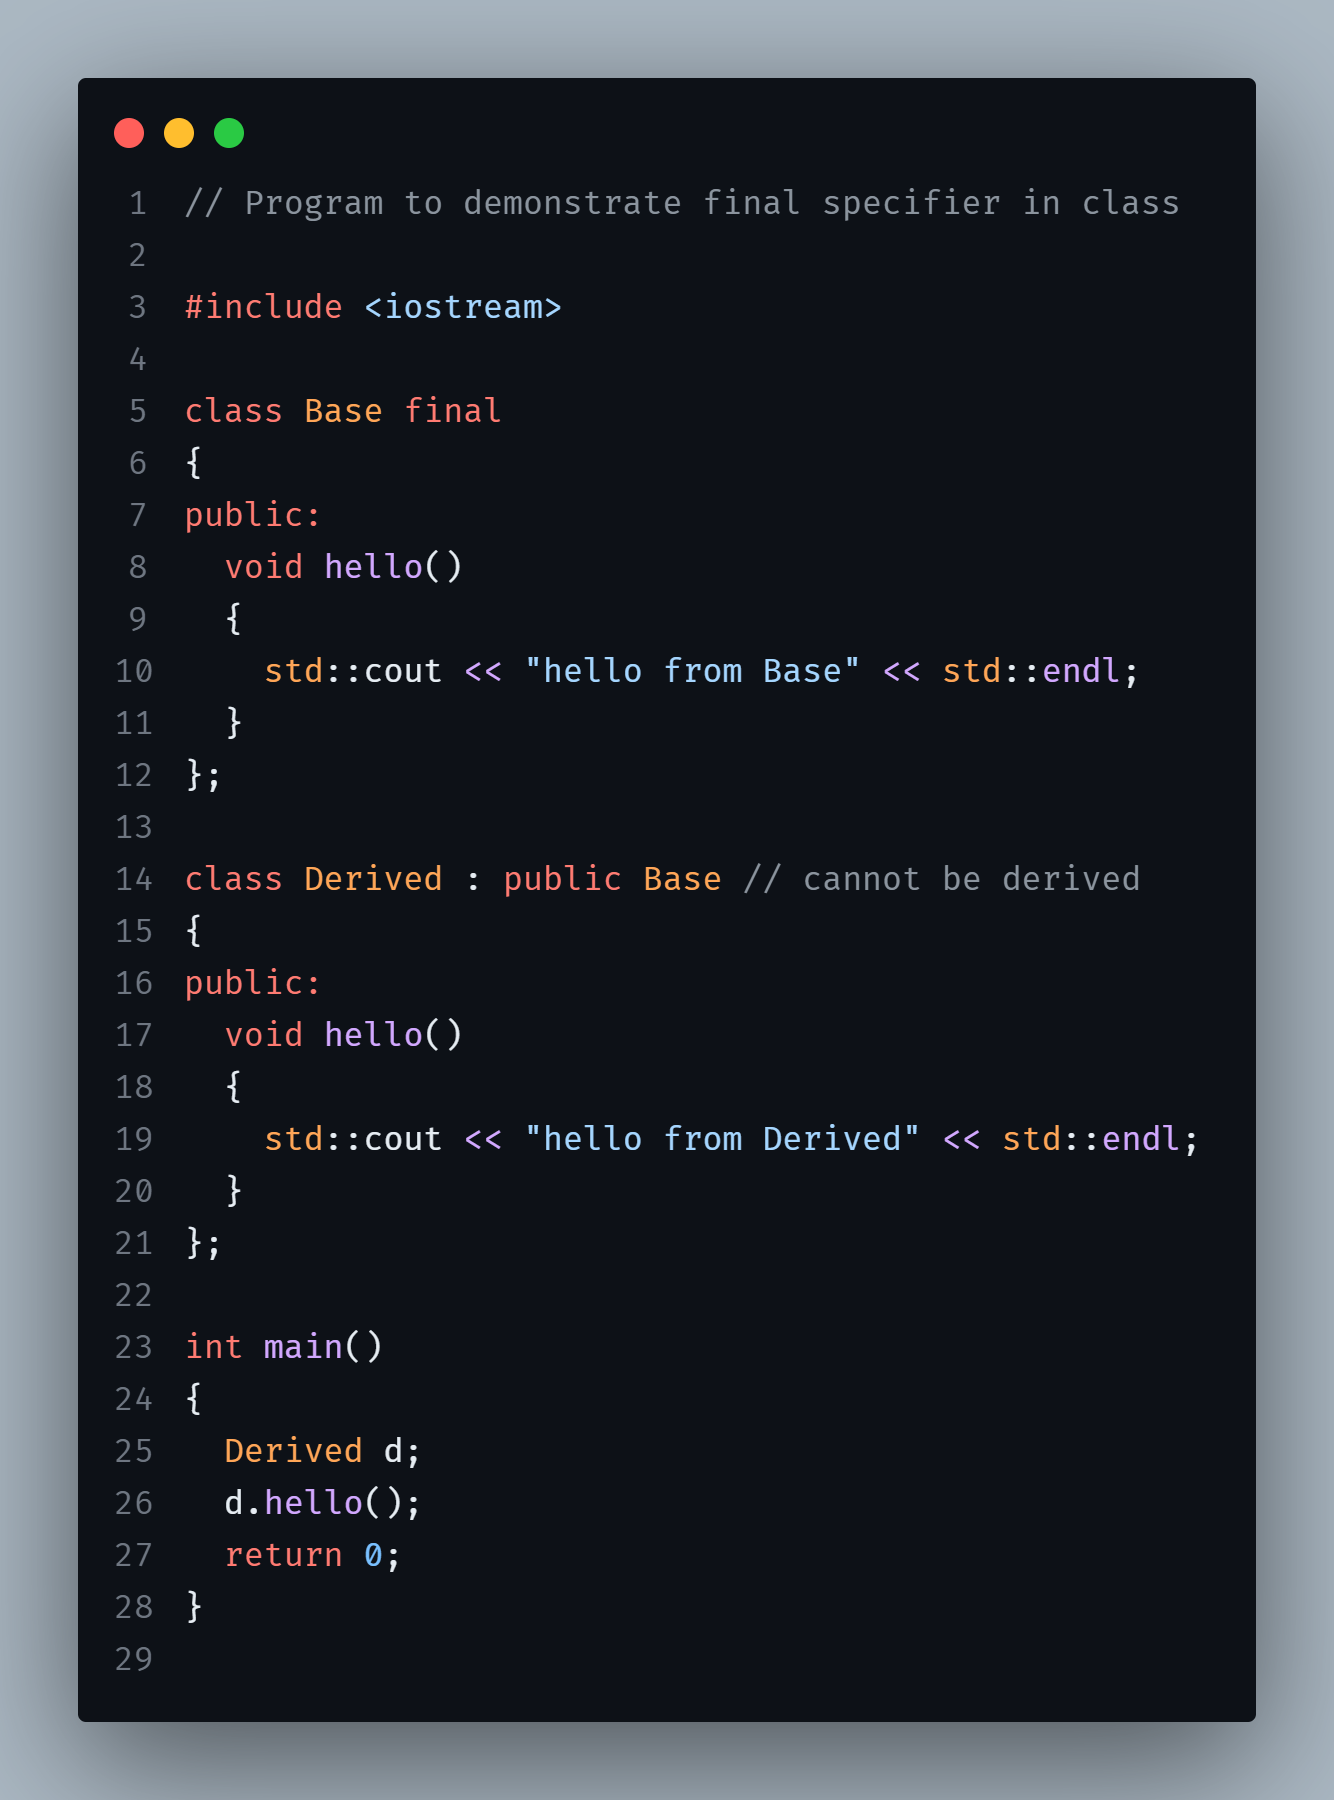 1 // Program to demonstrate final specifier in class
2
3 #include <iostream>
4
5 class Base final
6 {
7 public:
8   void hello()
9   {
10     std::cout << "hello from Base" << std::endl;
11   }
12 };
13
14 class Derived : public Base // cannot be derived
15 {
16 public:
17   void hello()
18   {
19     std::cout << "hello from Derived" << std::endl;
20   }
21 };
22
23 int main()
24 {
25   Derived d;
26   d.hello();
27   return 0;
28 }
29